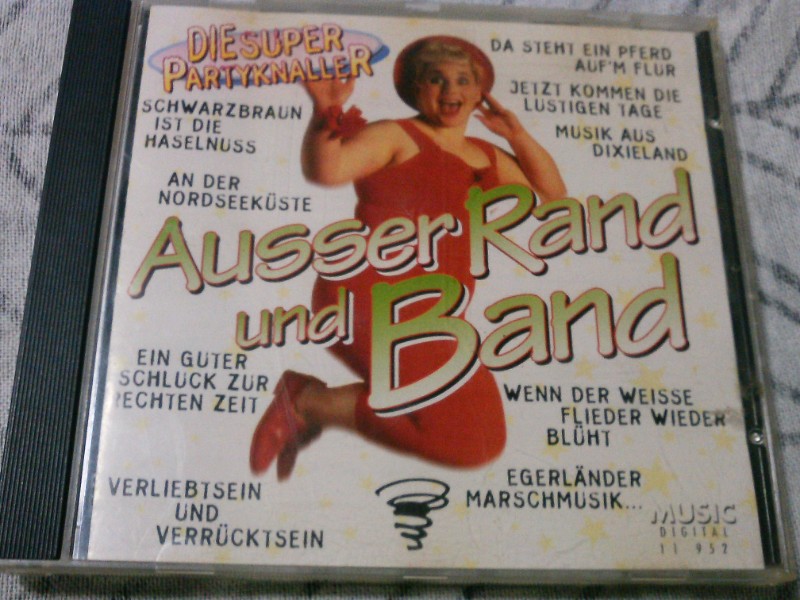 DIE SUPER
PARTYKNALLER
SCHWARZBRAUN
IST DIE
HASELNUSS
AN DER
NORDSEEKÜSTE
DA STEHT EIN PFERD
AUF'M FLUR
JETZT KOMMEN DIE
LUSTIGEN TAGE
MUSIK AUS
DIXIELAND
AUSSER RAND
UND BAND
EIN GUTER
SCHLUCK ZUR
RECHTEN ZEIT
VERLIEBTSEIN
UND
VERRÜCKTSEIN
WENN DER WEISSE
FLIEDER WIEDER
BLÜHT
EGERLÄNDER
MARSCHMUSIK...
MUSIC
DIGITAL
11 952